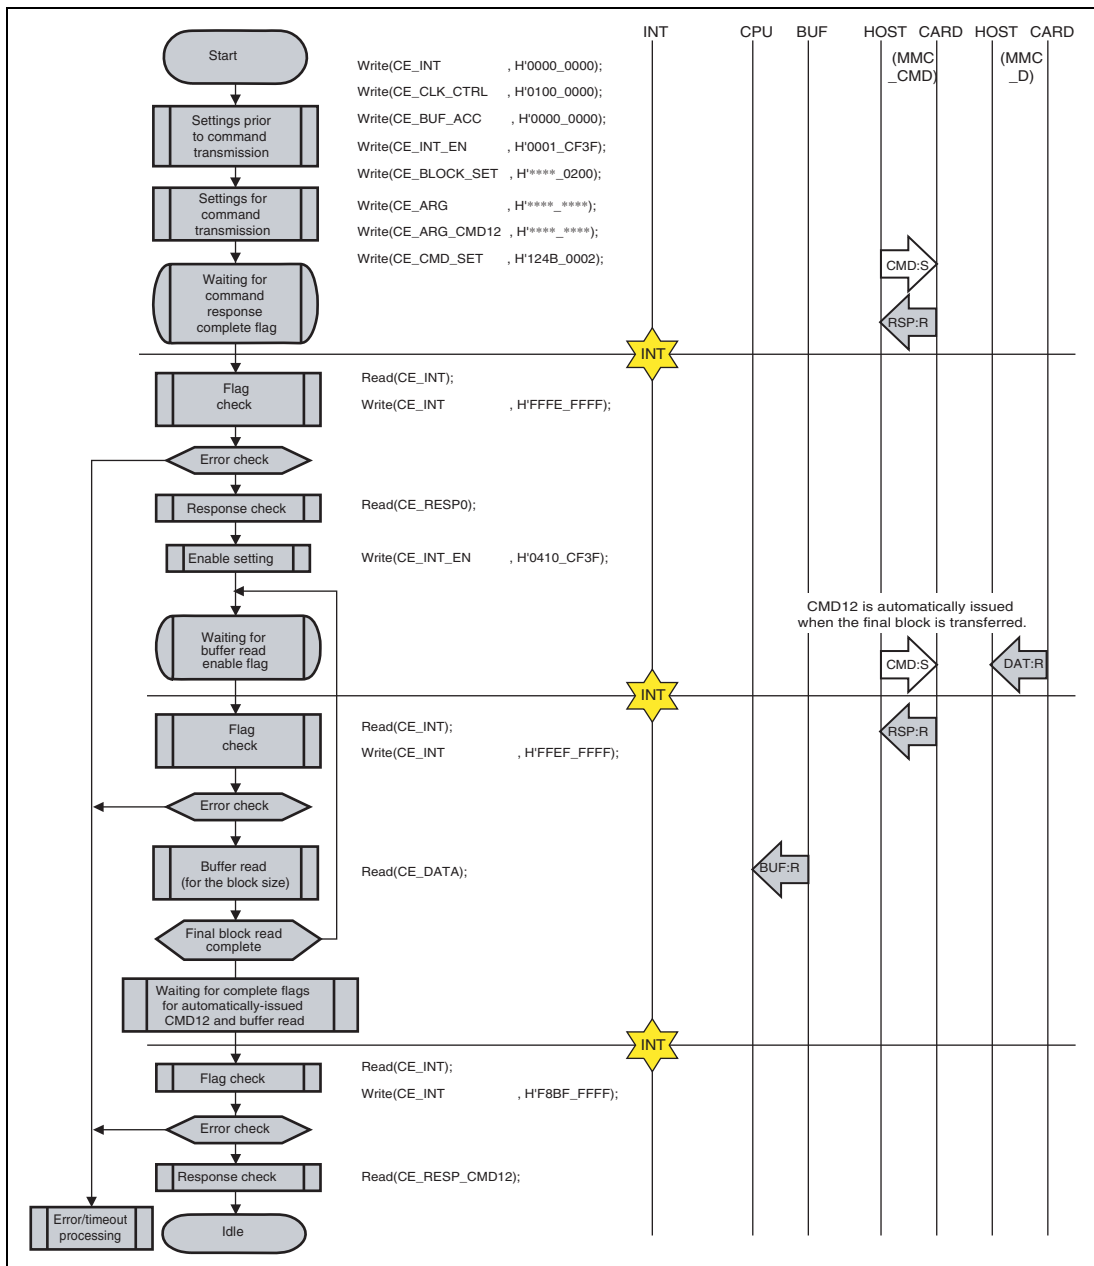 INT CPU BUF HOST CARD HOST CARD
(MMC
_CMD)
(MMC
_D)
Start
Write(CE_INT , H'0000_0000);
Write(CE_CLK_CTRL , H'0100_0000);
Settings prior
to command
transmission
Write(CE_BUF_ACC , H'0000_0000);
Write(CE_INT_EN , H'0001_CF3F);
Write(CE_BLOCK_SET , H'****_0200);
Settings for
command
transmission
Write(CE_ARG , H'****_****);
Write(CE_ARG_CMD12 , H'****_****);
Write(CE_CMD_SET , H'124B_0002);
CMD:S
Waiting for
command
response
complete flag
RSP:R
INT
Flag
check
Read(CE_INT);
Write(CE_INT , H'FFFE_FFFF);
Error check
Response check
Read(CE_RESP0);
Enable setting
Write(CE_INT_EN , H'0410_CF3F);
CMD12 is automatically issued
when the final block is transferred.
Waiting for
buffer read
enable flag
CMD:S
DAT:R
INT
Flag
check
Read(CE_INT);
Write(CE_INT , H'FFEF_FFFF);
RSP:R
Error check
Buffer read
(for the block size)
Read(CE_DATA);
BUF:R
Final block read
complete
Waiting for complete flags
for automatically-issued
CMD12 and buffer read
INT
Flag check
Read(CE_INT);
Write(CE_INT , H'F8BF_FFFF);
Error check
Response check
Read(CE_RESP_CMD12);
Error/timeout
processing
Idle